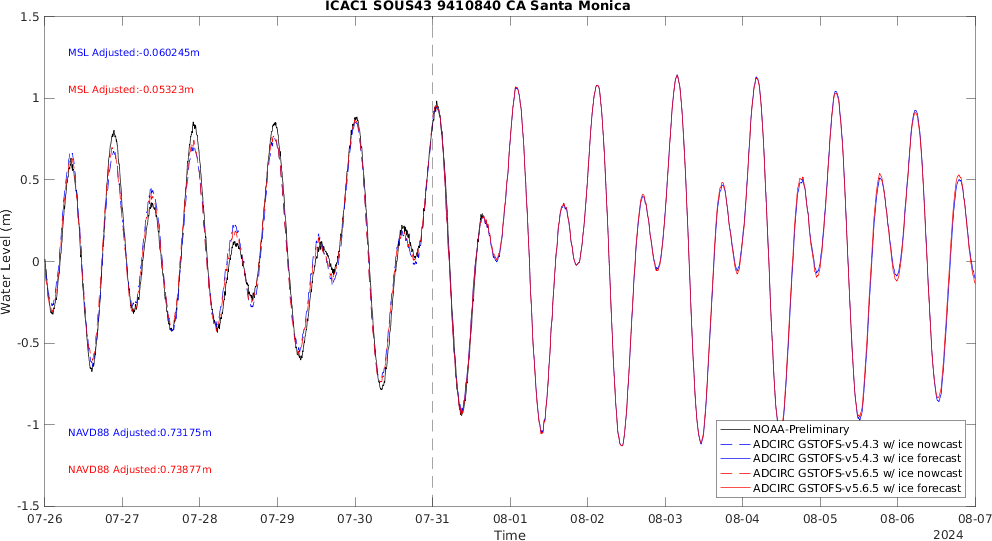 ICAC1 SOUS43 9410840 CA Santa Monica
1.5
MSL Adjusted:-0.060245m
MSL Adjusted:-0.05323m
1
0.5
Water Level (m)
0
-0.5
-1
NAVD88 Adjusted:0.73175m
NAVD88 Adjusted:0.73877m
-1.5
NOAA-Preliminary
ADCIRC GSTOFS-v5.4.3 w/ ice nowcast
ADCIRC GSTOFS-v5.4.3 w/ ice forecast
ADCIRC GSTOFS-v5.6.5 w/ ice nowcast
ADCIRC GSTOFS-v5.6.5 w/ ice forecast
07-26 07-27 07-28 07-29 07-30 07-31 08-01 08-02 08-03 08-04 08-05 08-06 08-07
Time
2024